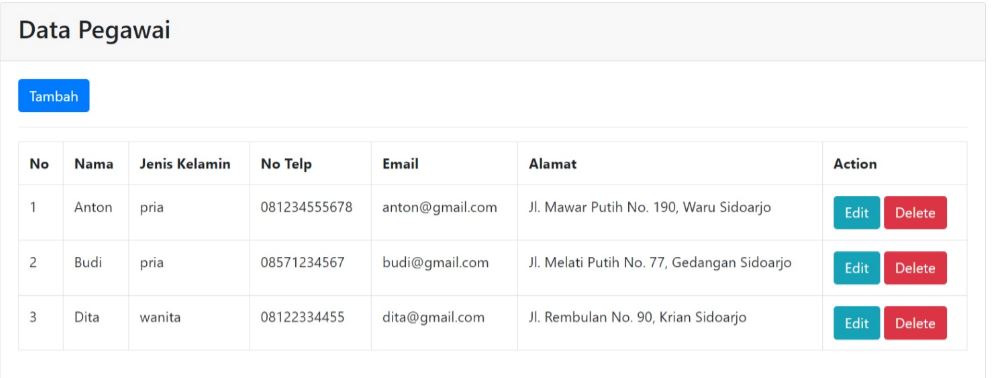 Data Pegawai
Tambah
No Nama Jenis Kelamin No Telp Email Alamat Action
1 Anton pria 081234555678 anton@gmail.com Jl. Mawar Putih No. 190, Waru Sidoarjo Edit Delete
2 Budi pria 08571234567 budi@gmail.com Jl. Melati Putih No. 77, Gedangan Sidoarjo Edit Delete
3 Dita wanita 08122334455 dita@gmail.com Jl. Rembulan No. 90, Krian Sidoarjo Edit Delete